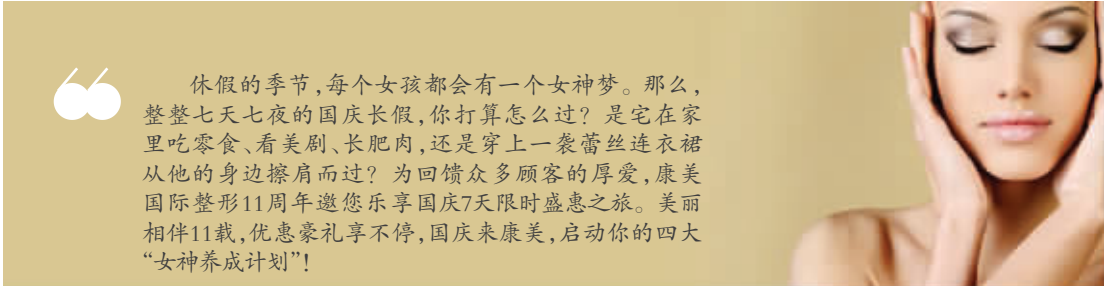 休假的季节,每个女孩都会有一个女神梦。那么,
整整七天七夜的国庆长假,你打算怎么过?是宅在家
里吃零食、看美剧、长肥肉,还是穿上一袭蕾丝连衣裙
从他的身边擦肩而过?为回馈众多顾客的厚爱,康美
国际整形11周年邀您乐享国庆7天限时盛惠之旅。美丽
相伴11载,优惠豪礼享不停,国庆来康美,启动你的四大
“女神养成计划”!